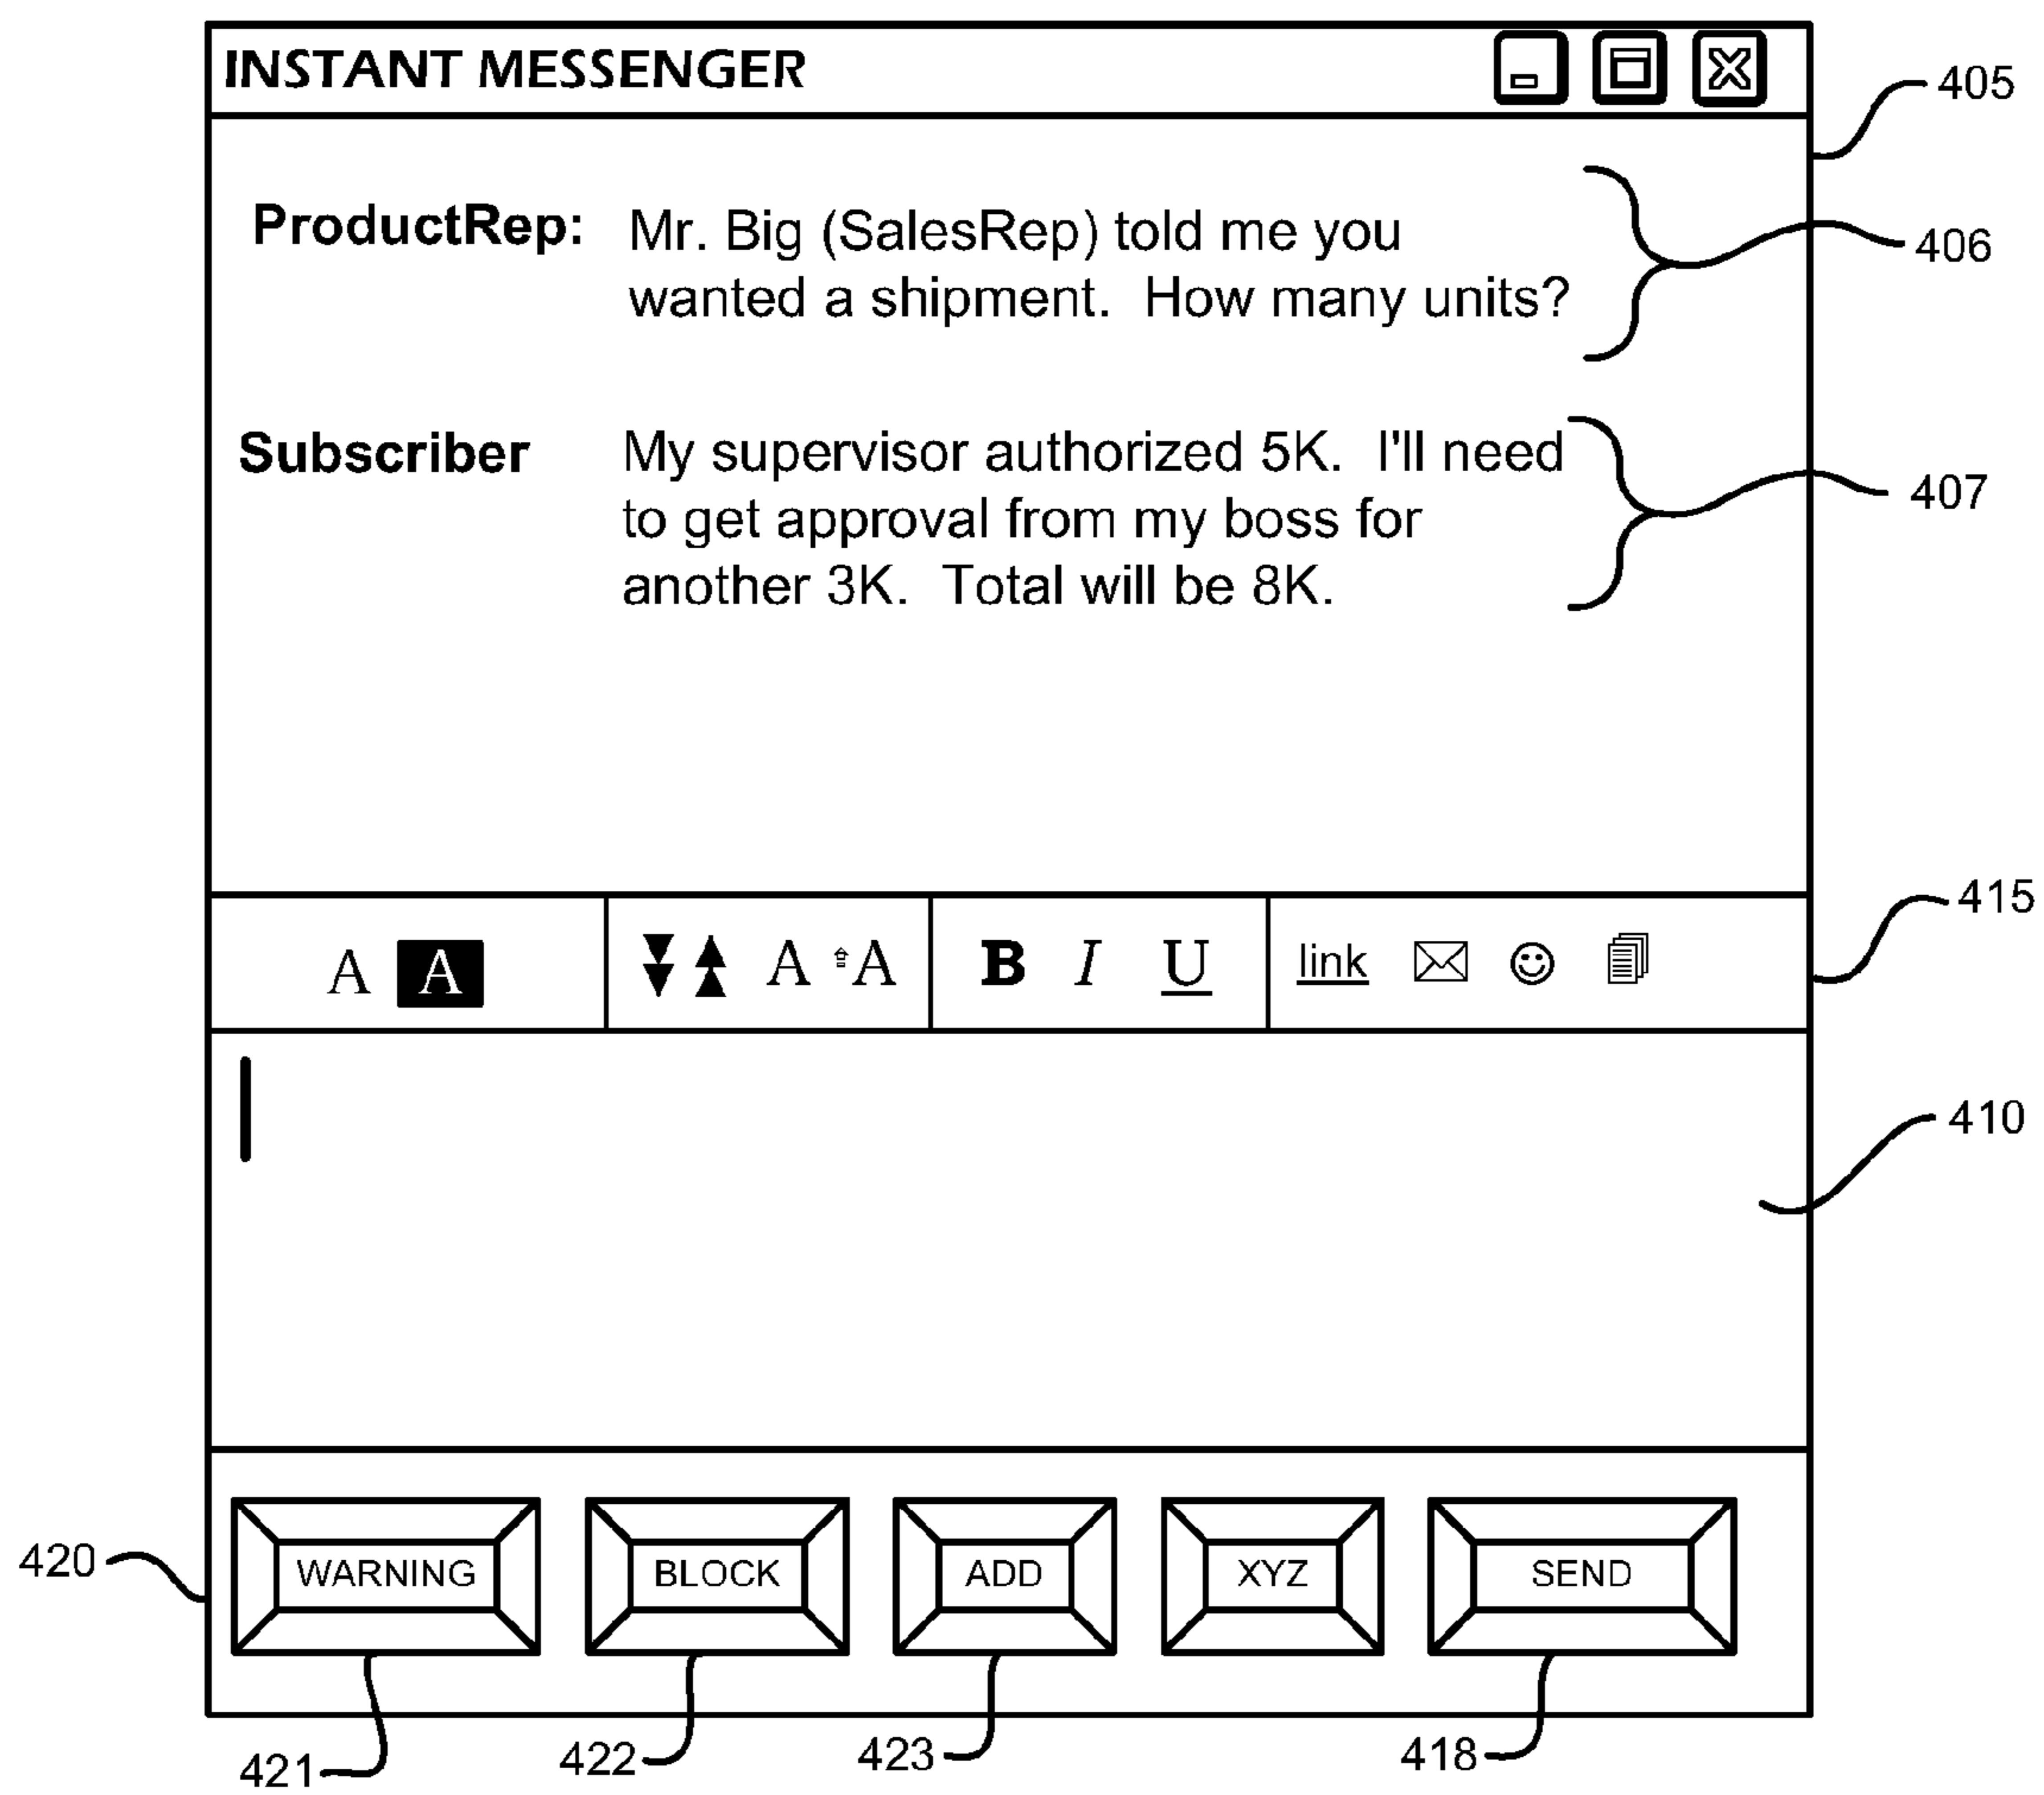 INSTANT MESSENGER
405
ProductRep: Mr. Big (SalesRep) told me you
wanted a shipment. How many units?
406
Subscriber My supervisor authorized 5K. I'll need
to get approval from my boss for
another 3K. Total will be 8K.
407
415
A A A A B I U link
410
420
WARNING BLOCK ADD XYZ SEND
421 422 423 418